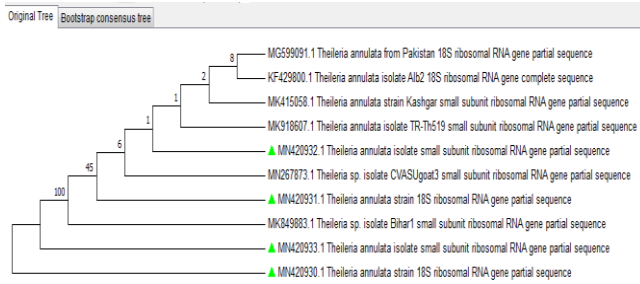 Original Tree Bootstrap consensus tree
8 MG599091.1 Theileria annulata from Pakistan 18S ribosomal RNA gene partial sequence
2 KF429800.1 Theileria annulata isolate Alb2 18S ribosomal RNA gene complete sequence
1 MK415058.1 Theileria annulata strain Kashgar small subunit ribosomal RNA gene partial sequence
1 MK918607.1 Theileria annulata isolate TR-Th519 small subunit ribosomal RNA gene partial sequence
6 MN420932.1 Theileria annulata isolate small subunit ribosomal RNA gene partial sequence
45 MN267873.1 Theileria sp. isolate CVASUgoat3 small subunit ribosomal RNA gene partial sequence
100 MN420931.1 Theileria annulata strain 18S ribosomal RNA gene partial sequence
MK849883.1 Theileria sp. isolate Bihar1 small subunit ribosomal RNA gene partial sequence
MN420933.1 Theileria annulata isolate small subunit ribosomal RNA gene partial sequence
MN420930.1 Theileria annulata strain 18S ribosomal RNA gene partial sequence